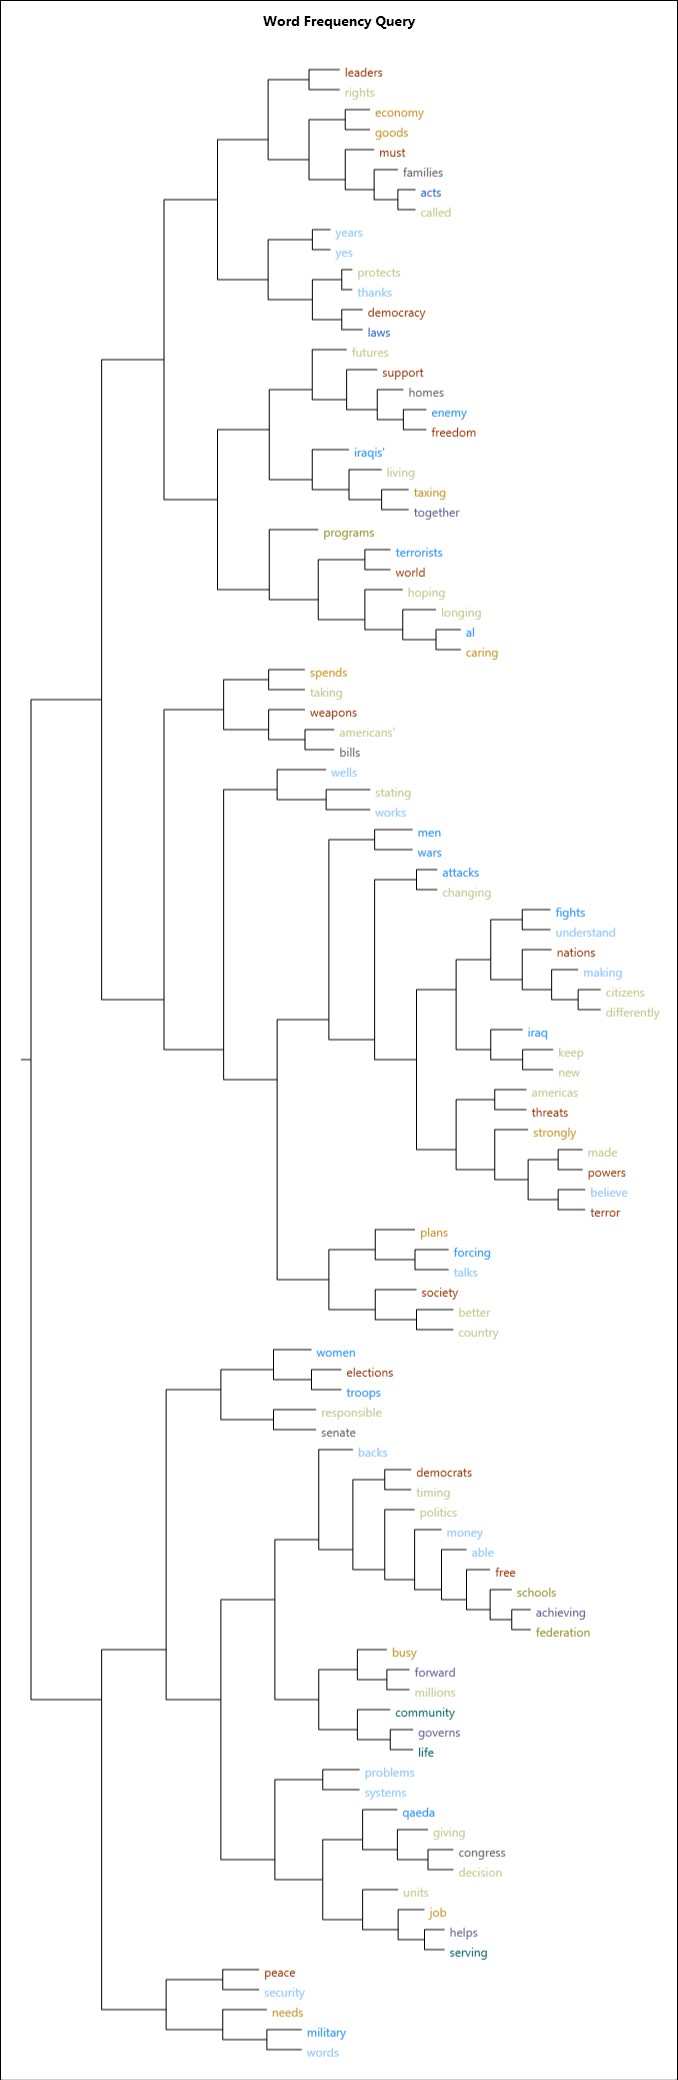 Word Frequency Query
leaders
rights
economy
goods
must
families
acts
called
years
yes
protects
thanks
democracy
laws
futures
support
homes
enemy
freedom
iraqis'
living
taxing
together
programs
terrorists
world
hoping
longing
al
caring
spends
taking
weapons
americans'
bills
wells
stating
works
men
wars
attacks
changing
fights
understand
nations
making
citizens
differently
iraq
keep
new
americas
threats
strongly
made
powers
believe
terror
plans
forcing
talks
society
better
country
women
elections
troops
responsible
senate
backs
democrats
timing
politics
money
able
free
schools
achieving
federation
busy
forward
millions
community
governs
life
problems
systems
qaeda
giving
congress
decision
units
job
helps
serving
peace
security
needs
military
words